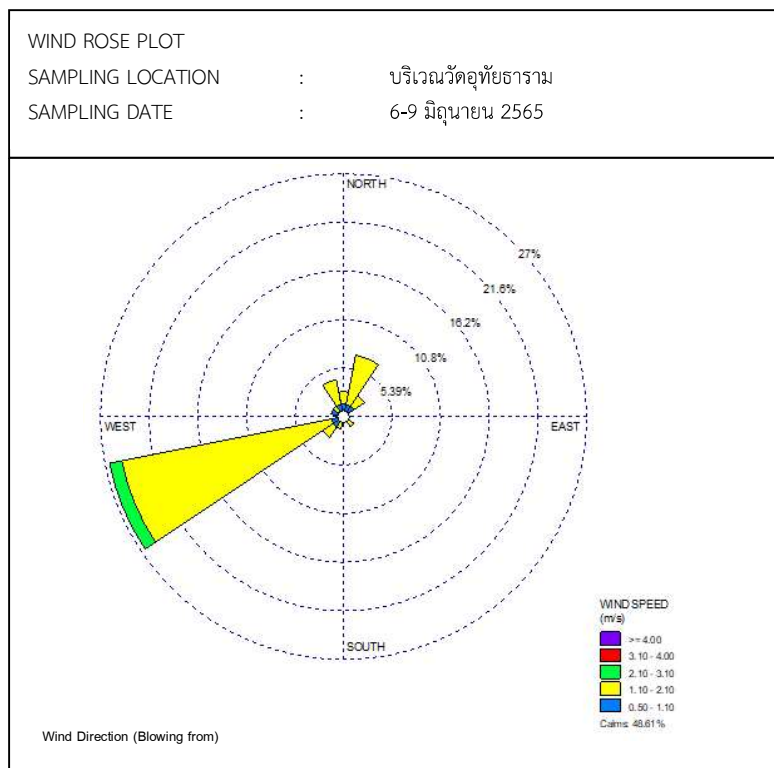 WIND ROSE PLOT
SAMPLING LOCATION : บริเวณวัดอุทัยธาราม
SAMPLING DATE : 6-9 มิถุนายน 2565
NORTH
27%
21.6%
16.2%
10.8%
5.39%
WEST
EAST
SOUTH
WIND SPEED
(m/s)
>= 4.00
3.10 - 4.00
2.10 - 3.10
1.10 - 2.10
0.50 - 1.10
Calms: 48.61%
Wind Direction (Blowing from)